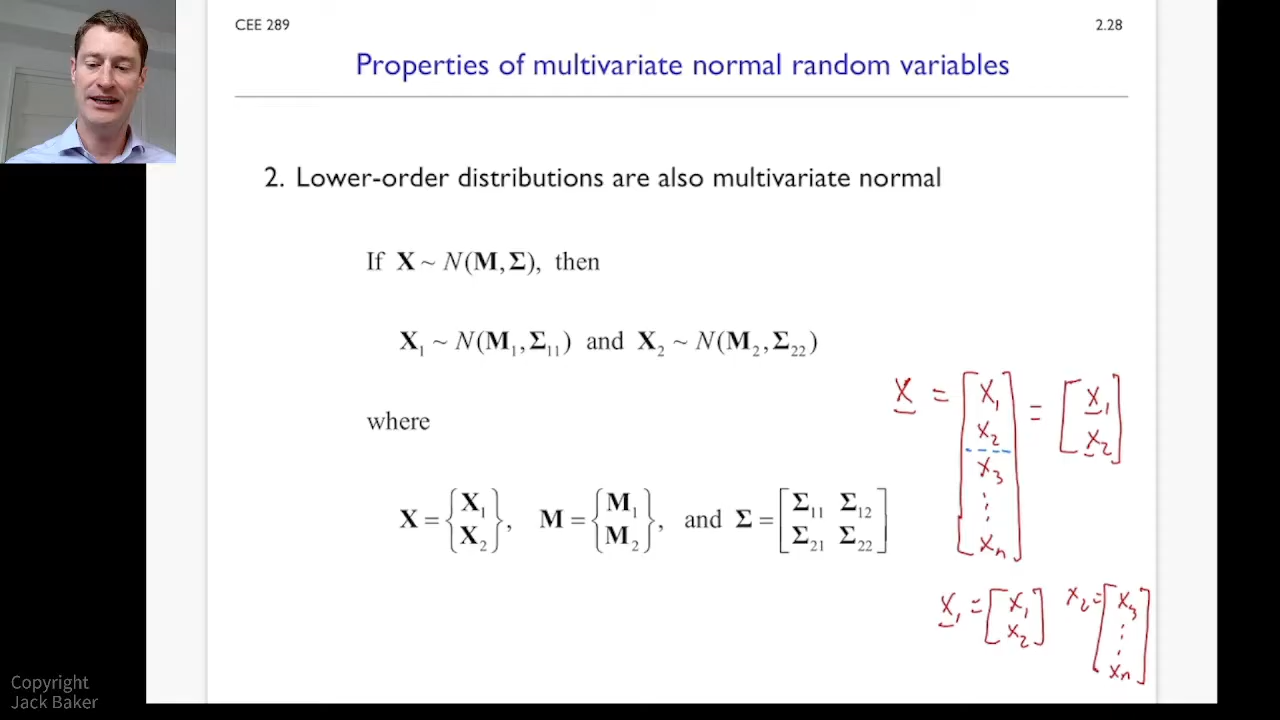 CEE 289
2.28
Properties of multivariate normal random variables
2. Lower-order distributions are also multivariate normal
If X ~ N(M, Σ), then
X₁ ~ N(M₁, Σ₁₁) and X₂ ~ N(M₂, Σ₂₂)
where
X = {X₁ X₂}, M = {M₁ M₂}, and Σ = [Σ₁₁ Σ₁₂ Σ₂₁ Σ₂₂]
X = [X₁ X₂ X₃ ⋮ Xₙ] = [X₁ X₂]
X₁ = [X₁ X₂] X₂ = [X₃ ⋮ Xₙ]
Copyright
Jack Baker